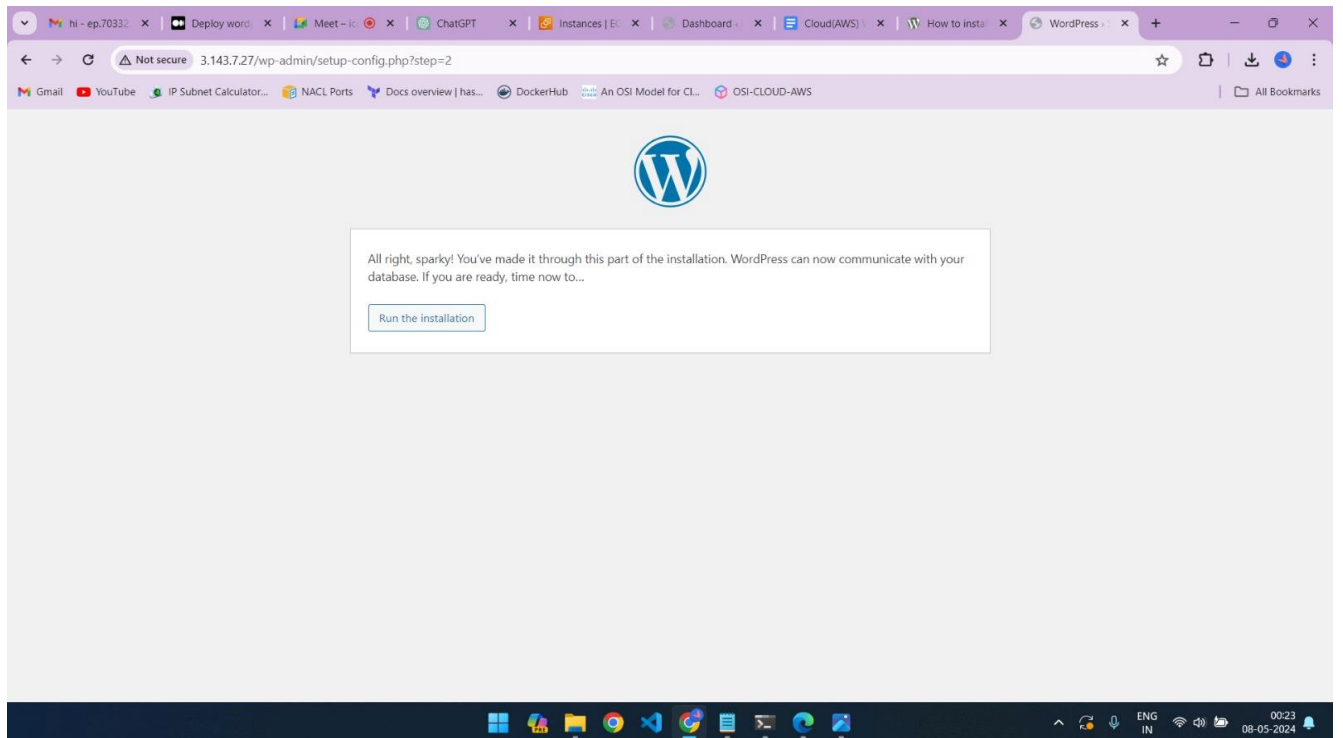 hi - ep.70332
Deploy word
Meet – ic
ChatGPT
Instances | EC
Dashboard ‹
Cloud(AWS) \
How to instal
WordPress › S
Not secure 3.143.7.27/wp-admin/setup-config.php?step=2
Gmail YouTube IP Subnet Calculator... NACL Ports Docs overview | has... DockerHub An OSI Model for Cl... OSI-CLOUD-AWS All Bookmarks
W
All right, sparky! You've made it through this part of the installation. WordPress can now communicate with your
database. If you are ready, time now to...
Run the installation
ENG
IN
00:23
08-05-2024